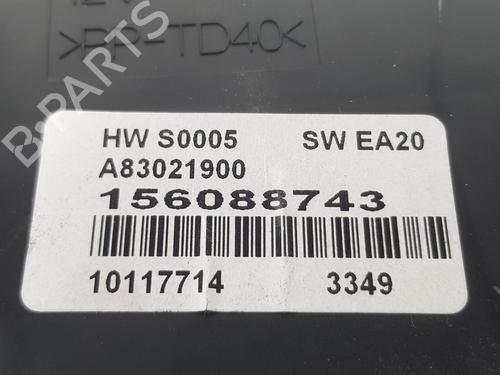 >PP-TD40<
B-PARTS
HW S0005 SW EA20
A83021900
156088743
10117714 3349